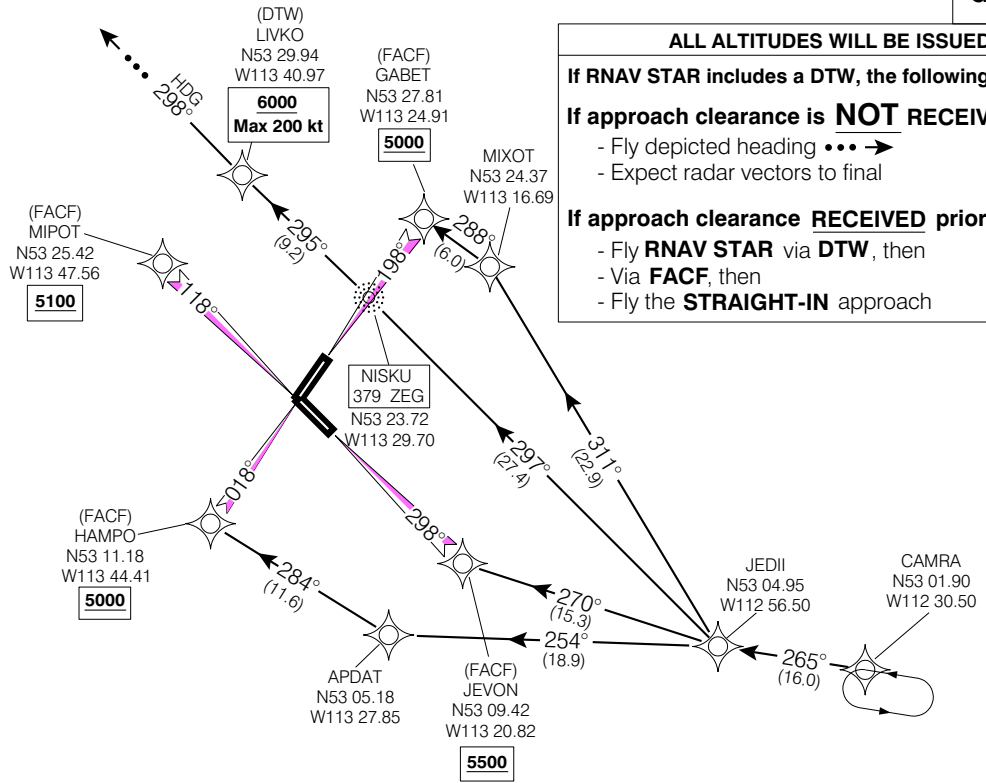 (DTW)
LIVKO
N53 29.94
W113 40.97
6000
Max 200 kt
HDG
298°
(FACF)
GABET
N53 27.81
W113 24.91
5000
MIXOT
N53 24.37
W113 16.69
ALL ALTITUDES WILL BE ISSUED
If RNAV STAR includes a DTW, the following
If approach clearance is NOT RECEIV
- Fly depicted heading ••• →
- Expect radar vectors to final
If approach clearance RECEIVED prior
- Fly RNAV STAR via DTW, then
- Via FACF, then
- Fly the STRAIGHT-IN approach
(FACF)
MIPOT
N53 25.42
W113 47.56
5100
118°
295°
(9.2)
198°
288°
(6.0)
NISKU
379 ZEG
N53 23.72
W113 29.70
297°
(27.4)
311°
(22.9)
018°
298°
(FACF)
HAMPO
N53 11.18
W113 44.41
5000
284°
(11.6)
270°
(15.3)
254°
(18.9)
JEDII
N53 04.95
W112 56.50
CAMRA
N53 01.90
W112 30.50
265°
(16.0)
APDAT
N53 05.18
W113 27.85
(FACF)
JEVON
N53 09.42
W113 20.82
5500